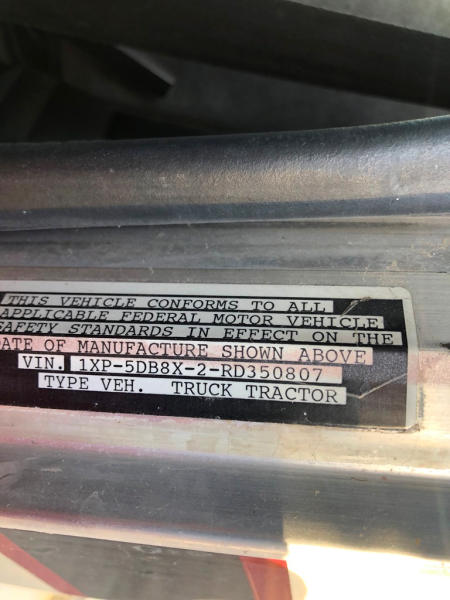 THIS VEHICLE CONFORMS TO ALL
APPLICABLE FEDERAL MOTOR VEHICLE
SAFETY STANDARDS IN EFFECT ON THE
DATE OF MANUFACTURE SHOWN ABOVE
VIN. 1XP-5DB8X-2-RD350807
TYPE VEH. TRUCK TRACTOR